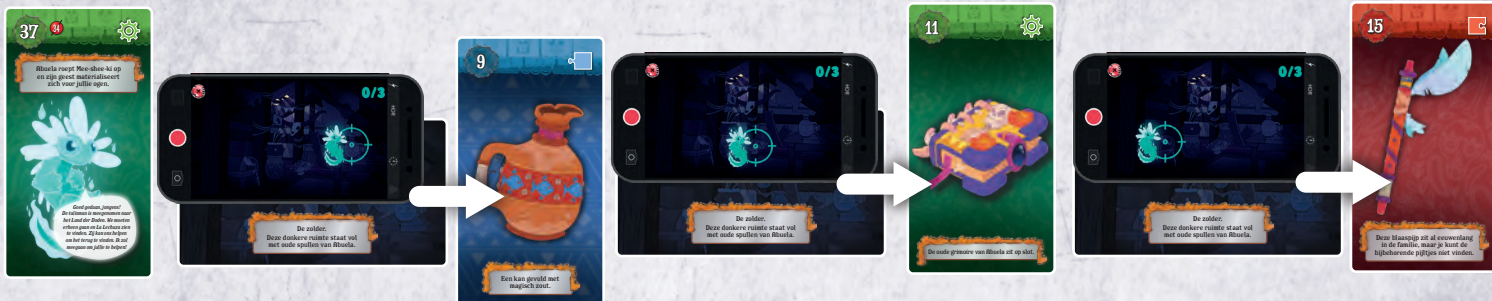 37
34
Abuela roept Mee-shee-ki op
en zijn geest materialiseert
zich voor jullie ogen.
Goed gedaan, jongens!
De talisman is meegenomen naar
het Land der Doden. We moeten
erheen gaan en La Lechuza zien
te vinden. Zij kan ons helpen
om het terug te vinden. Ik zal
meegaan om jullie te helpen!
0/3
HDR
De zolder.
Deze donkere ruimte staat vol
met oude spullen van Abuela.
9
Een kan gevuld met
magisch zout.
0/3
HDR
De zolder.
Deze donkere ruimte staat vol
met oude spullen van Abuela.
11
De oude grimoire van Abuela zit op slot.
0/3
HDR
De zolder.
Deze donkere ruimte staat vol
met oude spullen van Abuela.
15
Deze blaaspijp zit al eeuwenlang
in de familie, maar je kunt de
bijbehorende pijltjes niet vinden.